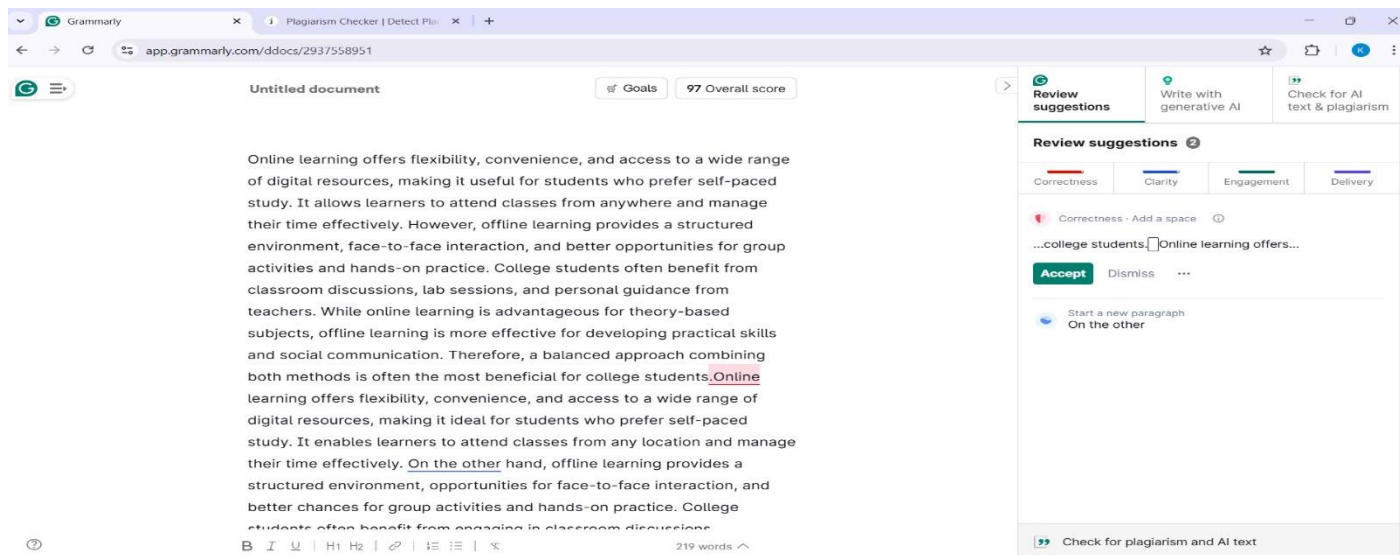 Grammarly
Plagiarism Checker | Detect Pla
app.grammarly.com/ddocs/2937558951
K
Untitled document
Goals
97 Overall score
Review suggestions
Write with generative AI
Check for AI text & plagiarism
Online learning offers flexibility, convenience, and access to a wide range
of digital resources, making it useful for students who prefer self-paced
study. It allows learners to attend classes from anywhere and manage
their time effectively. However, offline learning provides a structured
environment, face-to-face interaction, and better opportunities for group
activities and hands-on practice. College students often benefit from
classroom discussions, lab sessions, and personal guidance from
teachers. While online learning is advantageous for theory-based
subjects, offline learning is more effective for developing practical skills
and social communication. Therefore, a balanced approach combining
both methods is often the most beneficial for college students.Online
learning offers flexibility, convenience, and access to a wide range of
digital resources, making it ideal for students who prefer self-paced
study. It enables learners to attend classes from any location and manage
their time effectively. On the other hand, offline learning provides a
structured environment, opportunities for face-to-face interaction, and
better chances for group activities and hands-on practice. College
students often benefit from engaging in classroom discussions
B I U H1 H2
219 words
Review suggestions 2
Correctness
Clarity
Engagement
Delivery
Correctness · Add a space
...college students. Online learning offers...
Accept
Dismiss
Start a new paragraph
On the other
Check for plagiarism and AI text